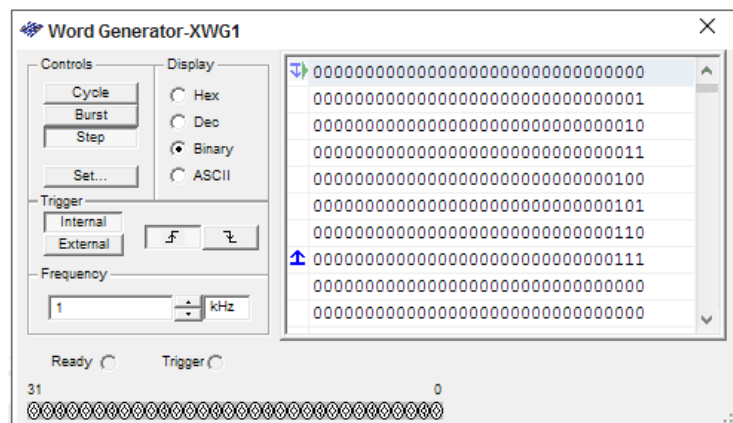 Word Generator-XWG1
Controls
Cycle
Burst
Step
Set...
Display
Hex
Dec
Binary
ASCII
Trigger
Internal
External
Frequency
1
kHz
Ready
Trigger
31
0
00000000000000000000000000000000
00000000000000000000000000000001
00000000000000000000000000000010
00000000000000000000000000000011
00000000000000000000000000000100
00000000000000000000000000000101
00000000000000000000000000000110
00000000000000000000000000000111
00000000000000000000000000000000
00000000000000000000000000000000